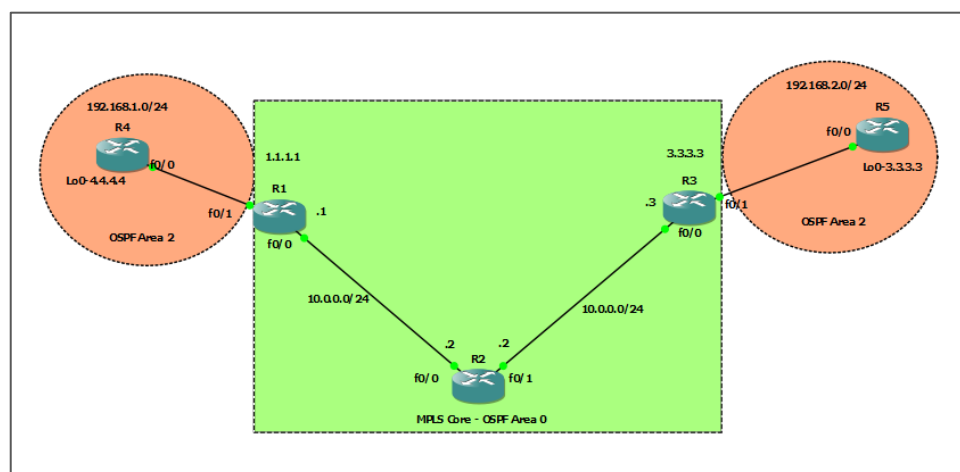 192.168.1.0/24
R4
f0/0
Lo0-4.4.4.4
OSPF Area 2
f0/1
1.1.1.1
R1
.1
f0/0
10.0.0.0/24
.2
R2
.2
f0/0
f0/1
MPLS Core - OSPF Area 0
10.0.0.0/24
3.3.3.3
R3
.3
f0/0
f0/1
192.168.2.0/24
R5
f0/0
Lo0-3.3.3.3
OSPF Area 2